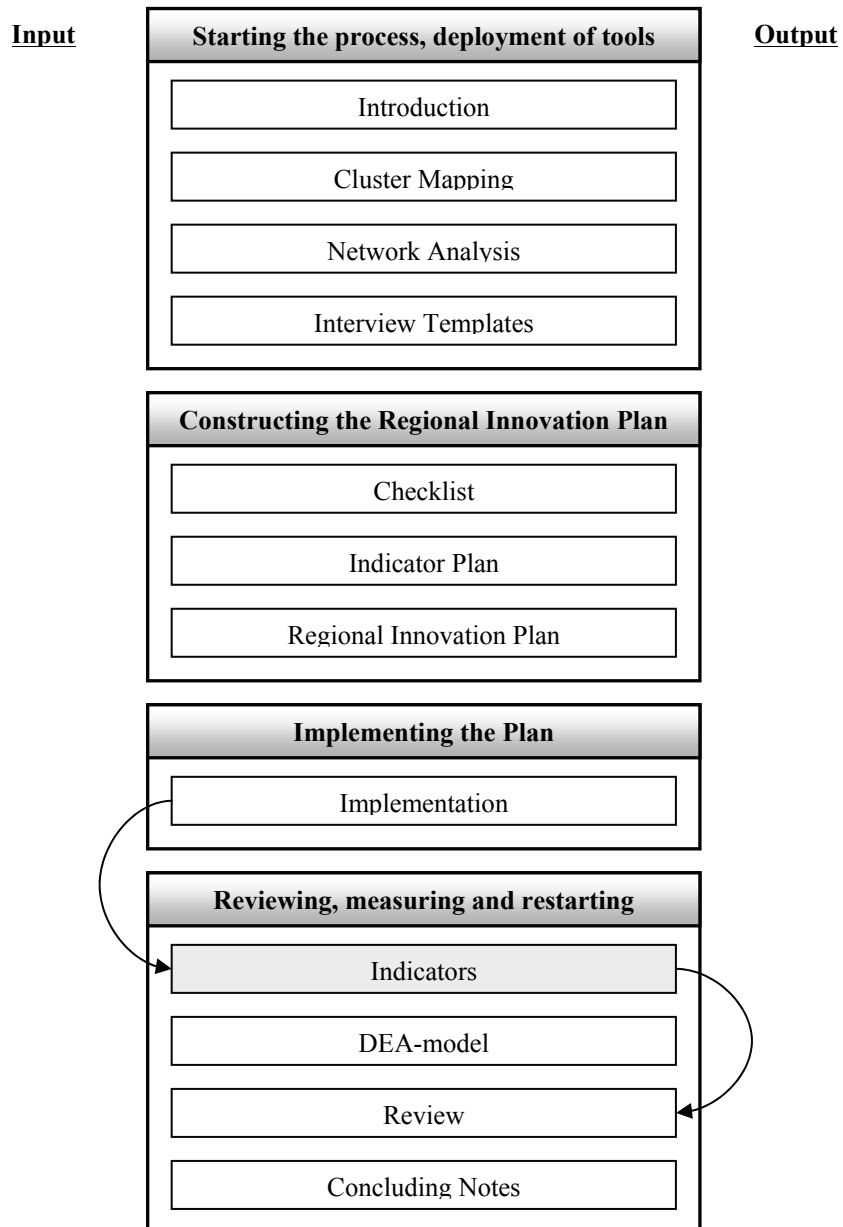 Input
Starting the process, deployment of tools
Output
Introduction
Cluster Mapping
Network Analysis
Interview Templates
Constructing the Regional Innovation Plan
Checklist
Indicator Plan
Regional Innovation Plan
Implementing the Plan
Implementation
Reviewing, measuring and restarting
Indicators
DEA-model
Review
Concluding Notes